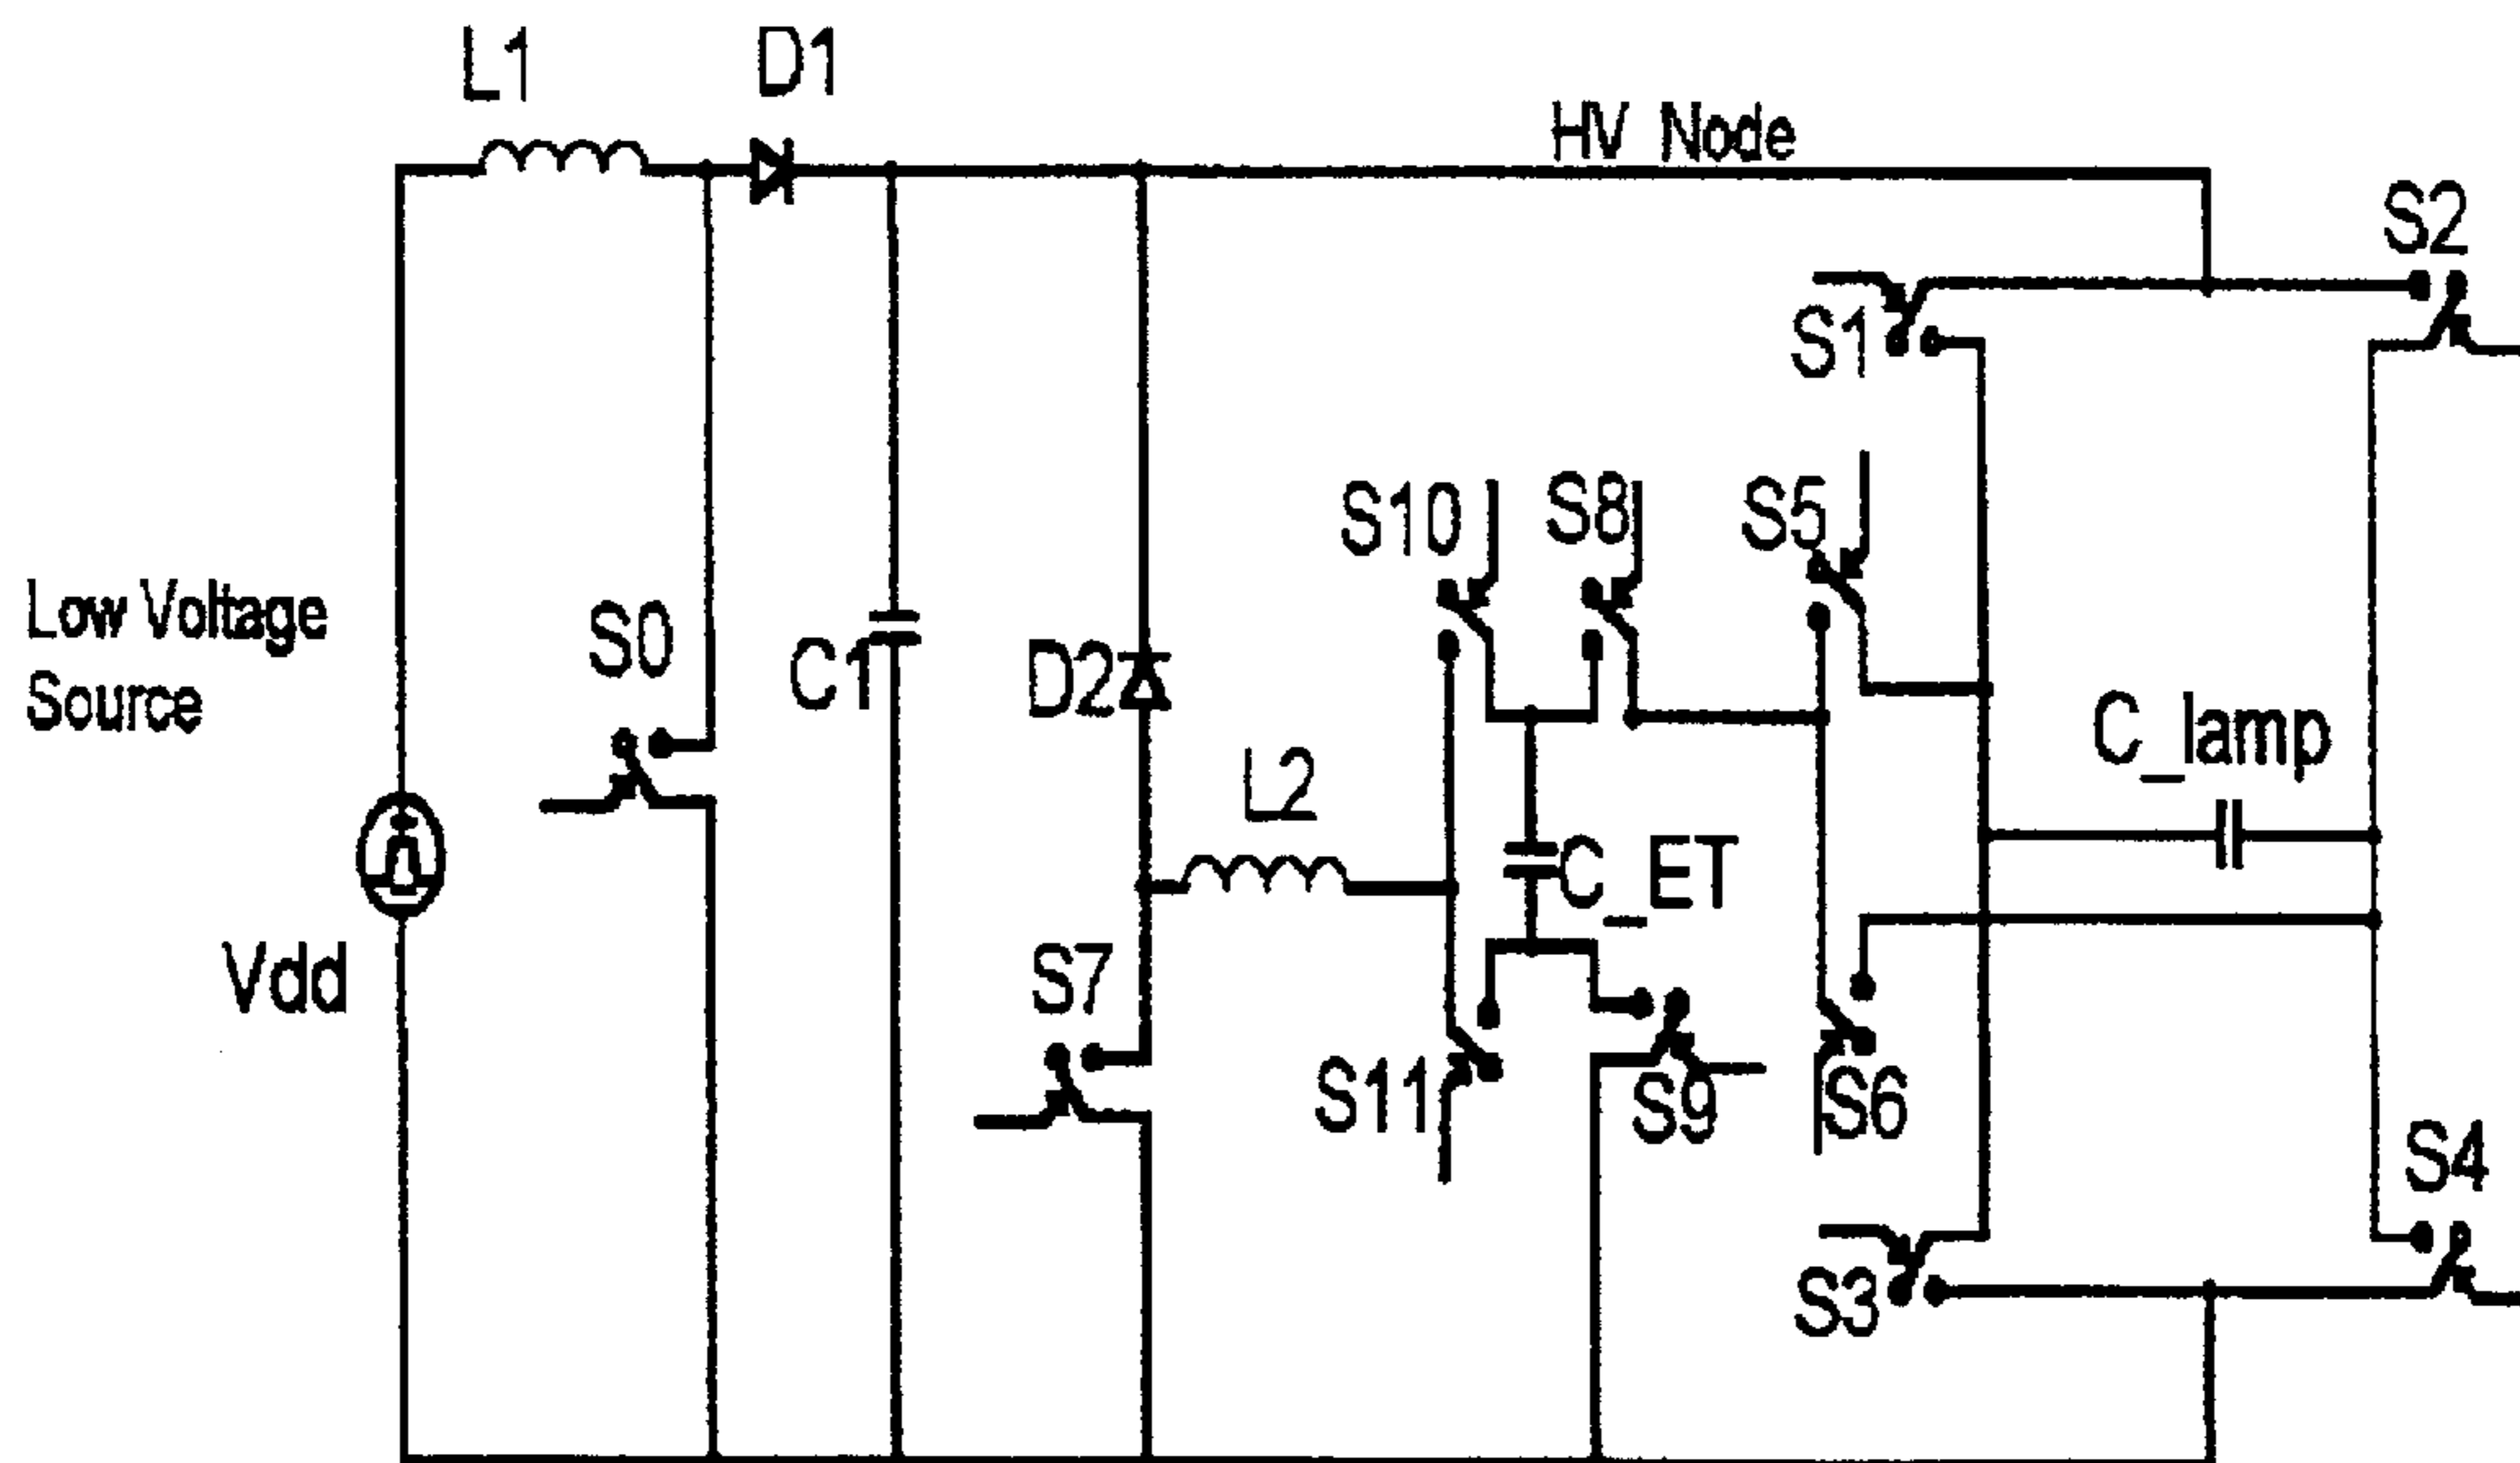 L1
D1
HV Node
S2
S1
S10
S8
S5
Low Voltage
Source
S0
C1
D2
C_lamp
L2
C_ET
Vdd
S7
S11
S9
S6
S4
S3